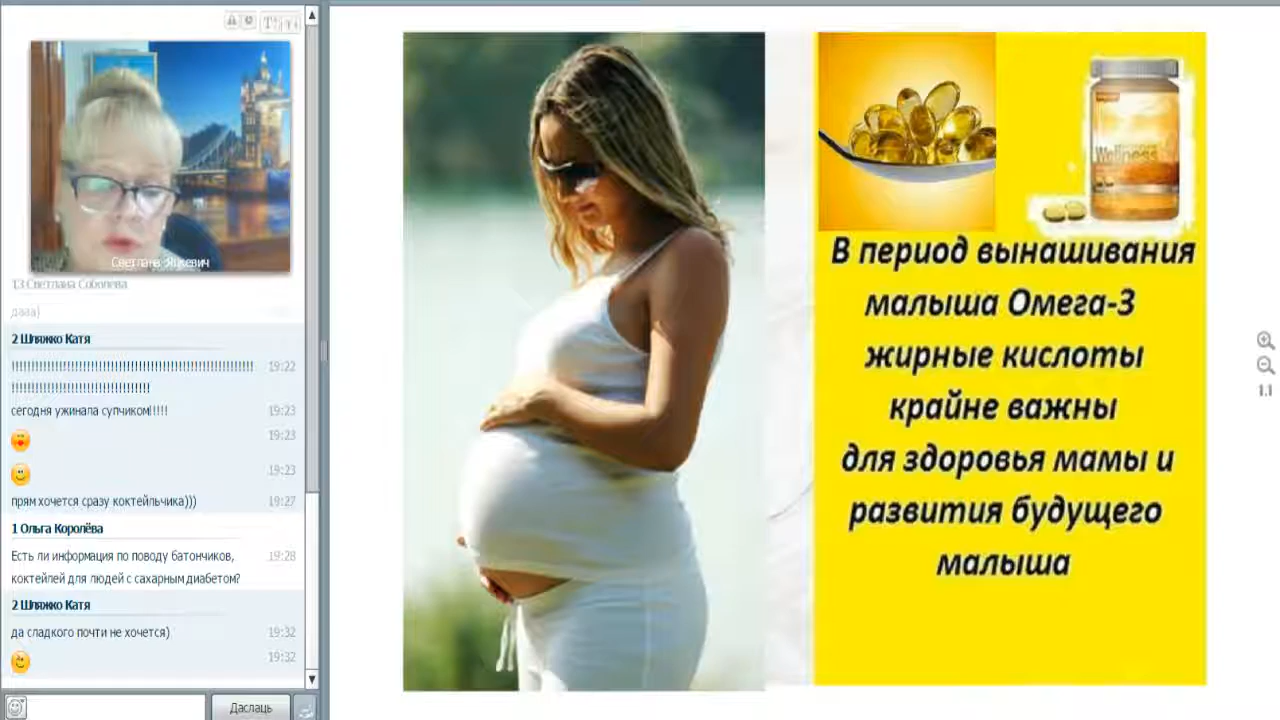 Светлана Яцкевич
13 Светлана Соболева
дааа)
2 Шляжко Катя
!!!!!!!!!!!!!!!!!!!!!!!!!!!!!!!!!!!!!!!!!!!!!!!!!!!!!!!!!!!!! 19:22
!!!!!!!!!!!!!!!!!!!!!!!!!!!!!!!!!!!
сегодня ужинала супчиком!!!!! 19:23
19:23
19:23
прям хочется сразу коктейльчика))) 19:27
1 Ольга Королёва
Есть ли информация по поводу батончиков, 19:28
коктейлей для людей с сахарным диабетом?
2 Шляжко Катя
да сладкого почти не хочется) 19:32
19:32
Даслаць
Wellness
В период вынашивания
малыша Омега-3
жирные кислоты
крайне важны
для здоровья мамы и
развития будущего
малыша
1:1